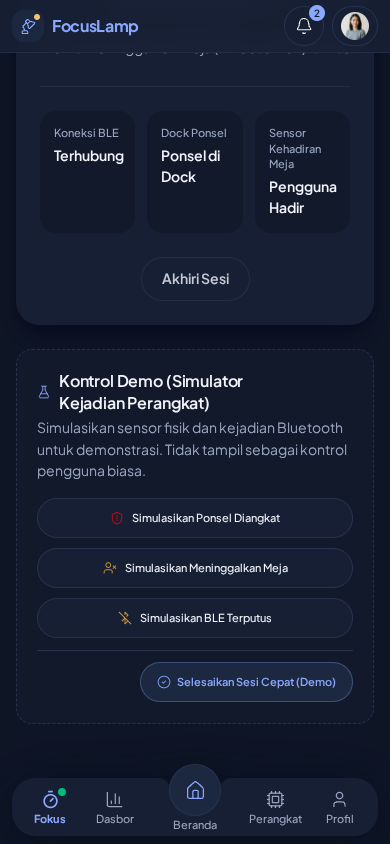 FocusLamp
2
Koneksi BLE
Terhubung
Dock Ponsel
Ponsel di
Dock
Sensor
Kehadiran
Meja
Pengguna
Hadir
Akhiri Sesi
Kontrol Demo (Simulator
Kejadian Perangkat)
Simulasikan sensor fisik dan kejadian Bluetooth
untuk demonstrasi. Tidak tampil sebagai kontrol
pengguna biasa.
Simulasikan Ponsel Diangkat
Simulasikan Meninggalkan Meja
Simulasikan BLE Terputus
Selesaikan Sesi Cepat (Demo)
Fokus
Dasbor
Beranda
Perangkat
Profil